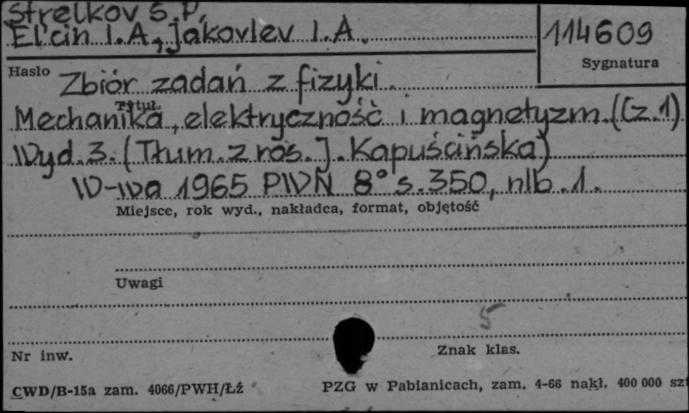 Strelkov S.P.
El'cin I.A., Jakovlev I.A.
114609
Hasło
Sygnatura
Zbiór zadań z fizyki.
Tytuł
Mechanika, elektryczność i magnetyzm. (Cz.1)
Wyd. 3. (Tłum. z ros. J. Kapuścińska)
W-wa 1965 PWN 8° s. 350, nlb. 1.
Miejsce, rok wyd., nakładca, format, objętość
Uwagi
5
Nr inw.
Znak klas.
CWD/B-15a zam. 4066/PWH/Łź
PZG w Pabianicach, zam. 4-66 nakł. 400 000 szt